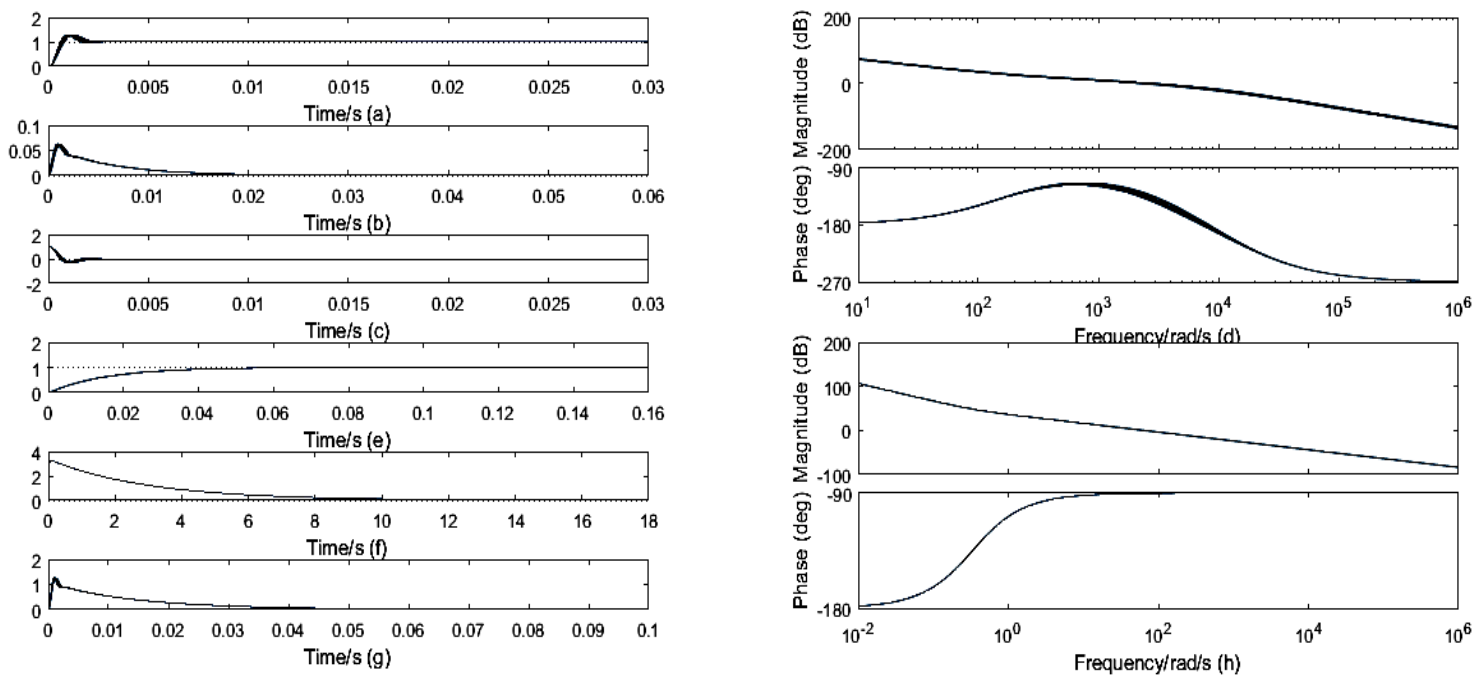 2
1
0
0 0.005 0.01 0.015 0.02 0.025 0.03
Time/s (a)
0.1
0.05
0
0 0.01 0.02 0.03 0.04 0.05 0.06
Time/s (b)
2
0
-2
0 0.005 0.01 0.015 0.02 0.025 0.03
Time/s (c)
2
1
0
0 0.02 0.04 0.06 0.08 0.1 0.12 0.14 0.16
Time/s (e)
4
2
0
0 2 4 6 8 10 12 14 16 18
Time/s (f)
2
1
0
0 0.01 0.02 0.03 0.04 0.05 0.06 0.07 0.08 0.09 0.1
Time/s (g)
Magnitude (dB)
200
0
-200
Phase (deg)
-90
-180
-270
10^1 10^2 10^3 10^4 10^5 10^6
Frequency/rad/s (d)
Magnitude (dB)
200
100
0
-100
Phase (deg)
-90
-180
10^-2 10^0 10^2 10^4 10^6
Frequency/rad/s (h)